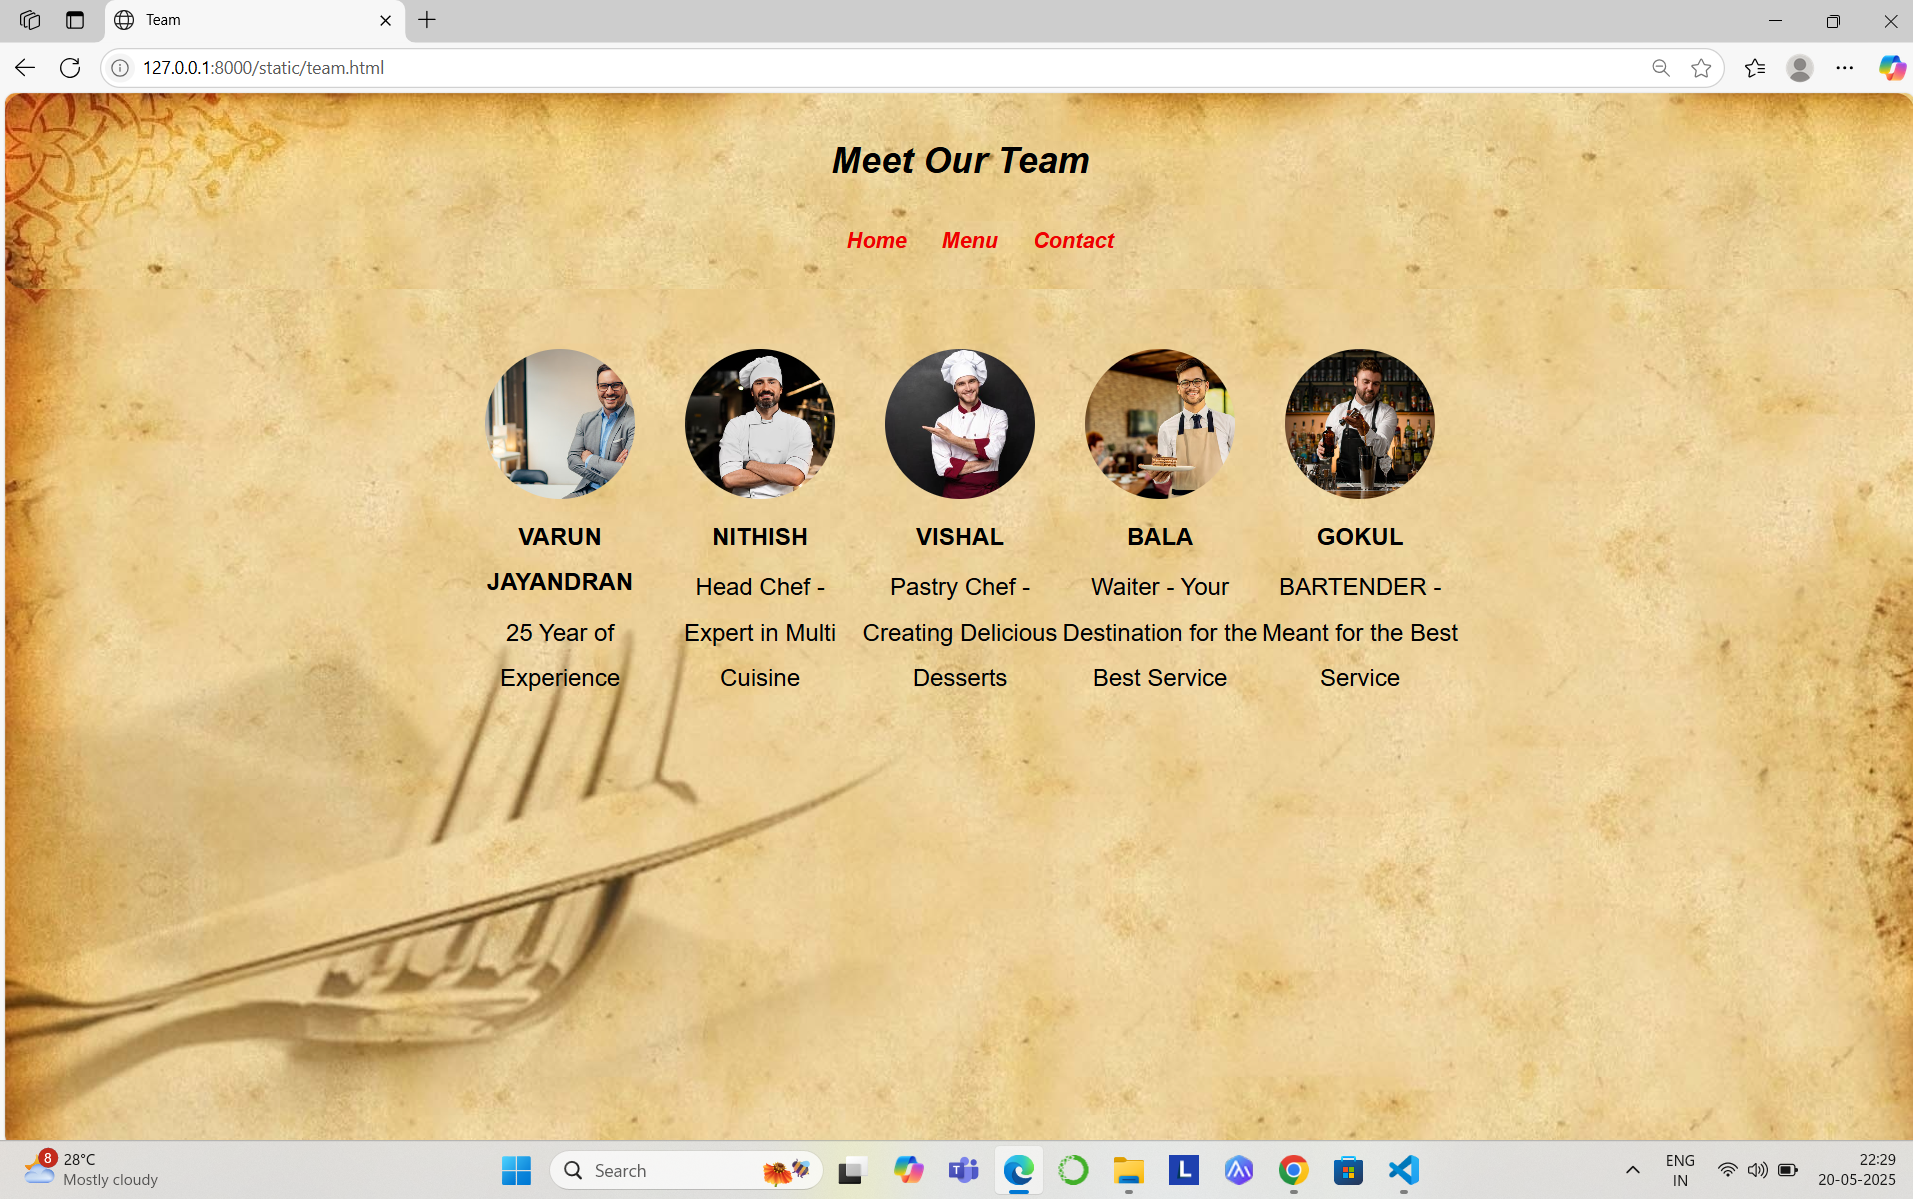 Team
127.0.0.1:8000/static/team.html
Meet Our Team
Home Menu Contact
VARUN
JAYANDRAN
25 Year of
Experience
NITHISH
Head Chef -
Expert in Multi
Cuisine
VISHAL
Pastry Chef -
Creating Delicious
Desserts
BALA
Waiter - Your
Destination for the
Best Service
GOKUL
BARTENDER -
Meant for the Best
Service
8
28°C
Mostly cloudy
Search
L
ENG
IN
22:29
20-05-2025